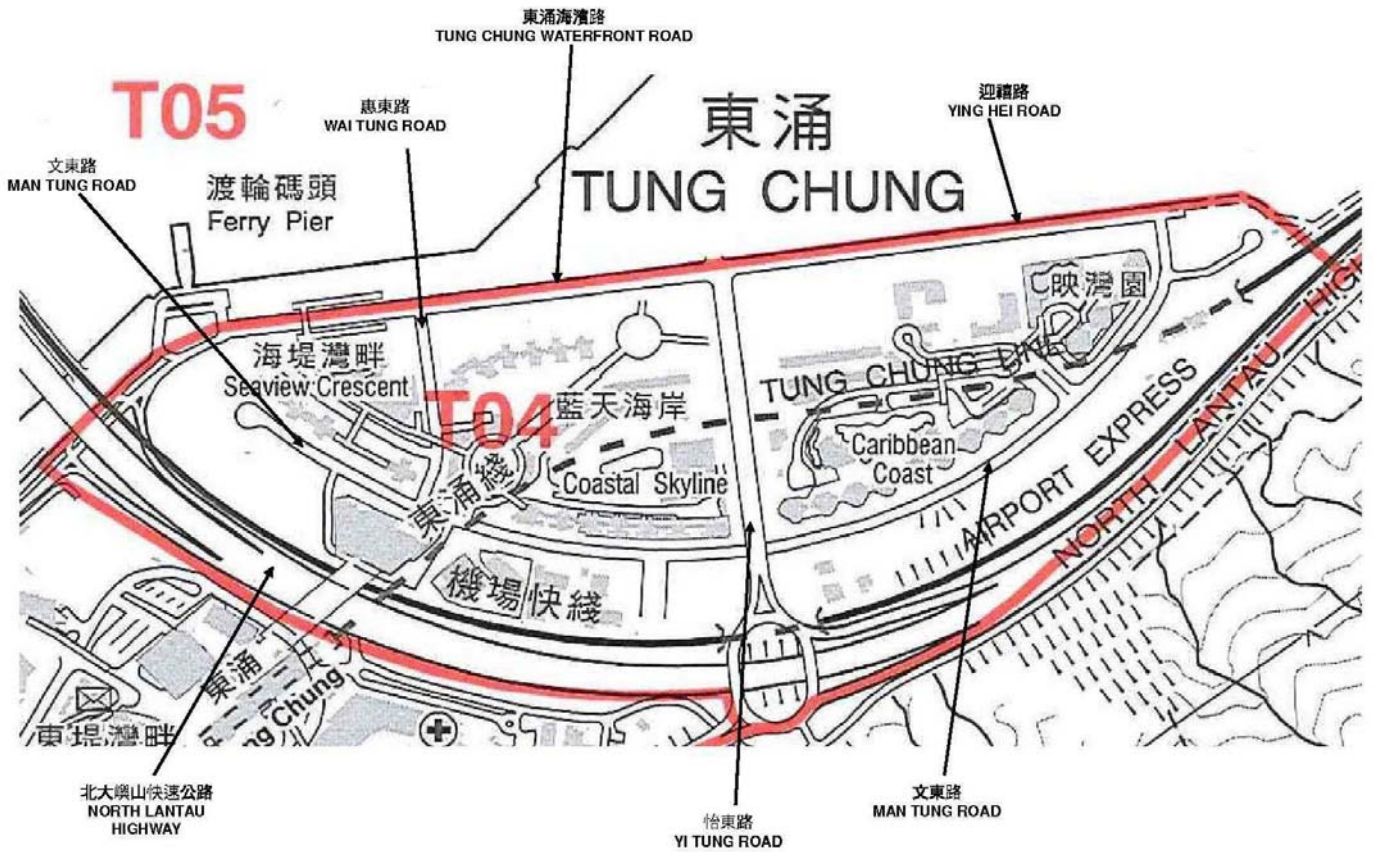 東涌海濱路
TUNG CHUNG WATERFRONT ROAD
T05
惠東路
WAI TUNG ROAD
東涌
TUNG CHUNG
迎禧路
YING HEI ROAD
文東路
MAN TUNG ROAD
渡輪碼頭
Ferry Pier
海堤灣畔
Seaview Crescent
T04
藍天海岸
Coastal Skyline
東涌綫
TUNG CHUNG LINE
映灣園
Caribbean
Coast
機場快綫
AIRPORT EXPRESS
NORTH LANTAU HIGH
東涌
ung Chung
東堤灣畔
北大嶼山快速公路
NORTH LANTAU
HIGHWAY
怡東路
YI TUNG ROAD
文東路
MAN TUNG ROAD